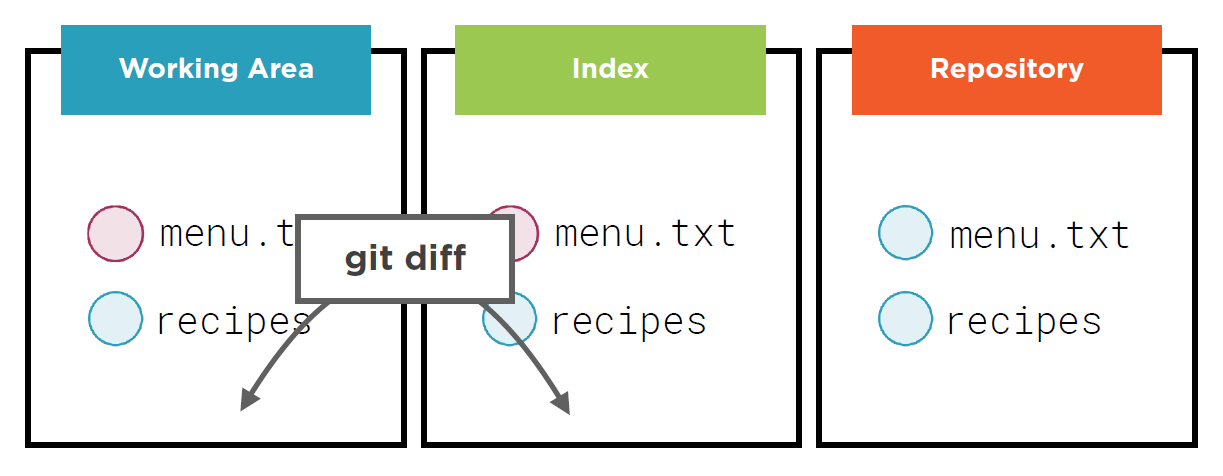 Working Area
Index
Repository
menu.t
menu.txt
menu.txt
git diff
recipes
recipes
recipes